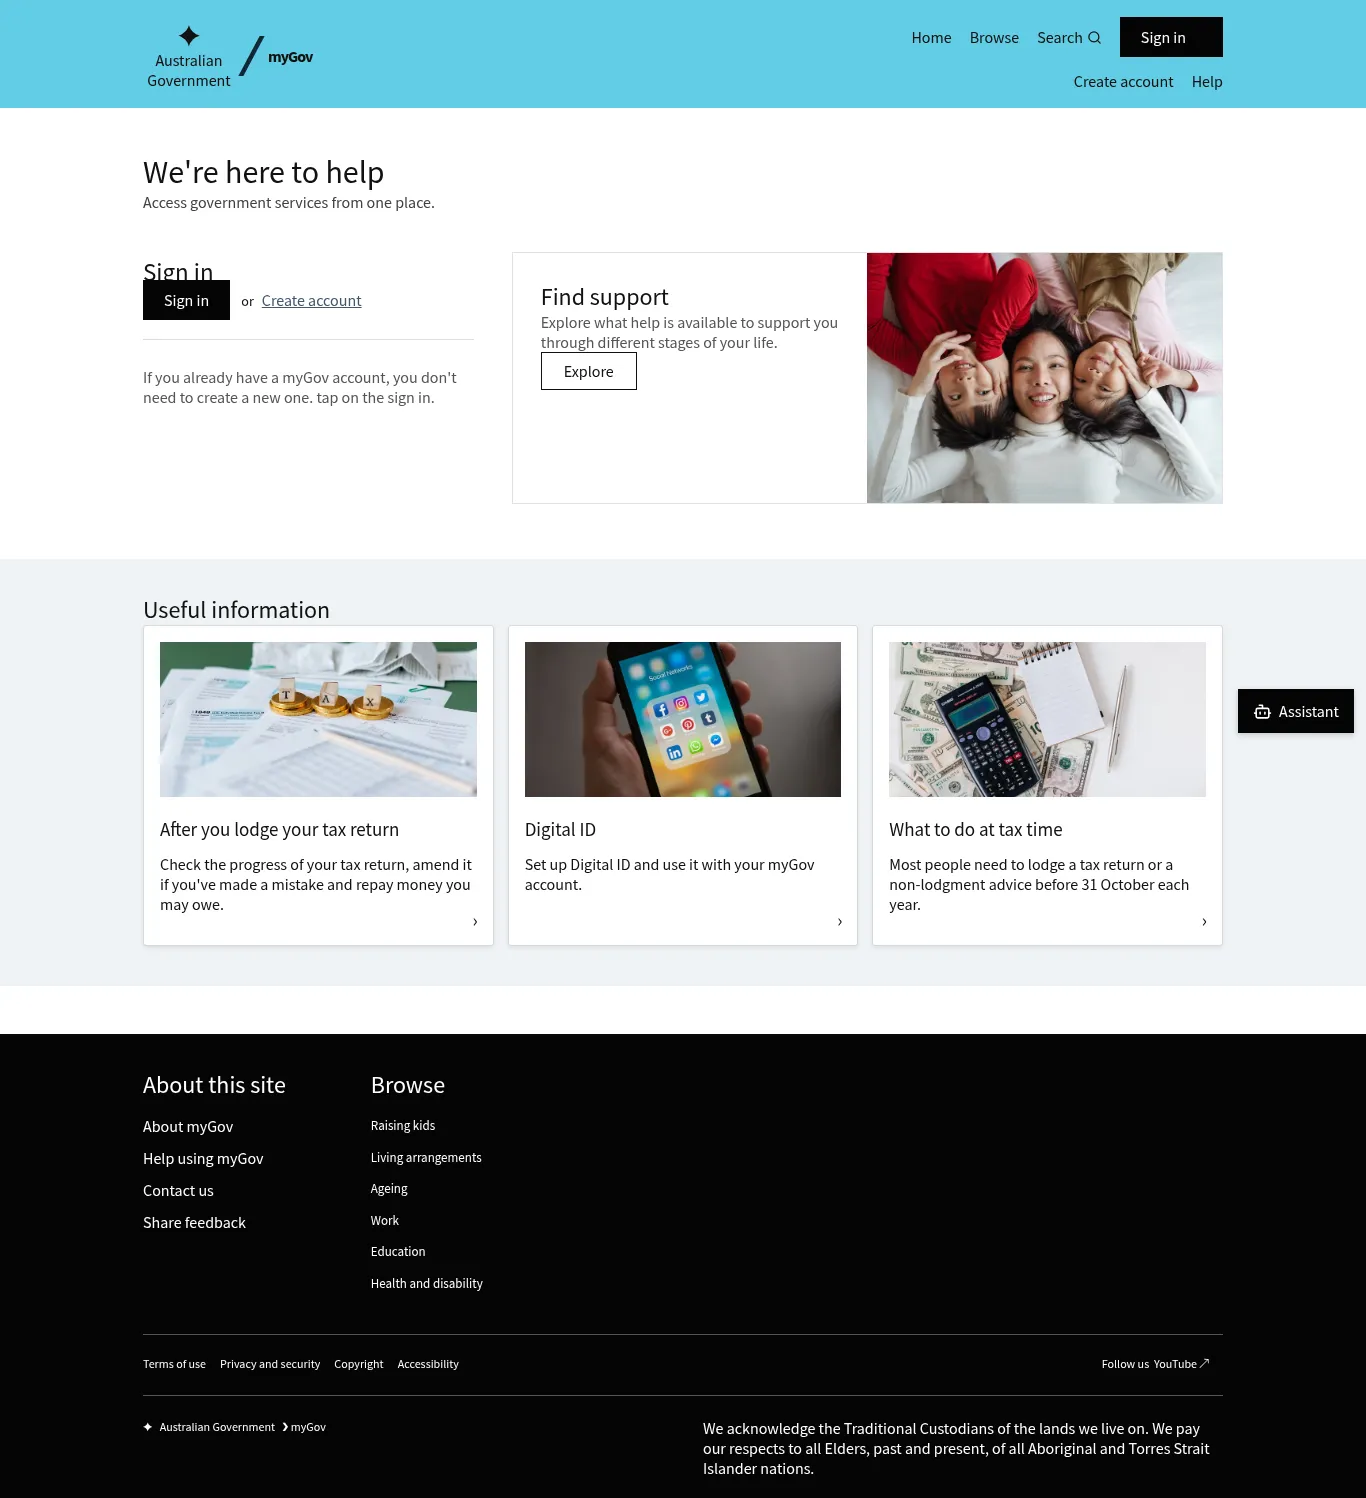 Australian
Government
myGov
Home Browse Search Sign in
Create account Help
We're here to help
Access government services from one place.
Sign in
Sign in or Create account
If you already have a myGov account, you don't
need to create a new one. tap on the sign in.
Find support
Explore what help is available to support you
through different stages of your life.
Explore
Useful information
T A X
After you lodge your tax return
Check the progress of your tax return, amend it
if you've made a mistake and repay money you
may owe.
›
Social Networks
Digital ID
Set up Digital ID and use it with your myGov
account.
›
What to do at tax time
Most people need to lodge a tax return or a
non-lodgment advice before 31 October each
year.
›
Assistant
About this site
About myGov
Help using myGov
Contact us
Share feedback
Browse
Raising kids
Living arrangements
Ageing
Work
Education
Health and disability
Terms of use Privacy and security Copyright Accessibility
Follow us YouTube ↗
Australian Government ❯ myGov
We acknowledge the Traditional Custodians of the lands we live on. We pay
our respects to all Elders, past and present, of all Aboriginal and Torres Strait
Islander nations.